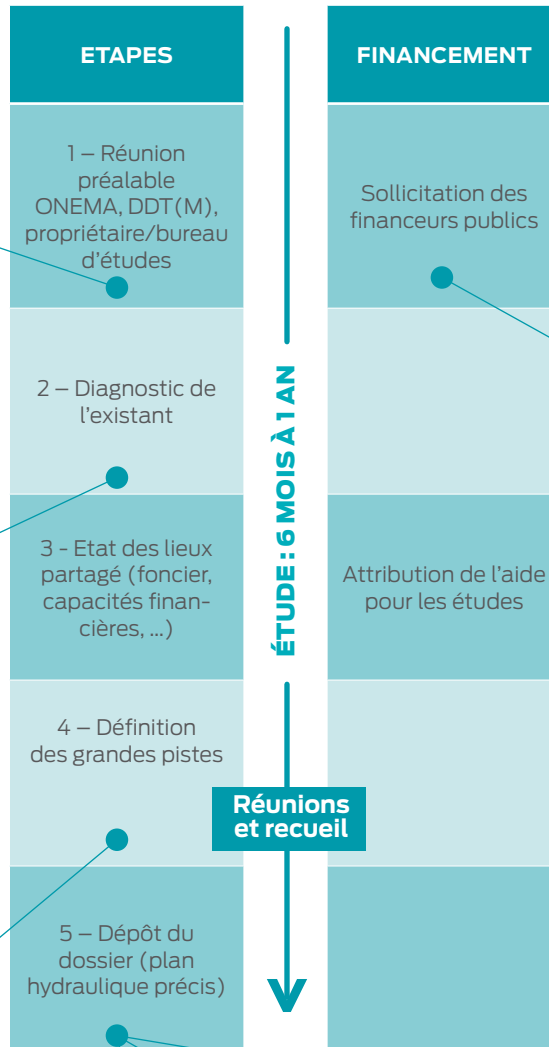 ETAPES
1 – Réunion
préalable
ONEMA, DDT(M),
propriétaire/bureau
d'études
2 – Diagnostic de
l'existant
3 - Etat des lieux
partagé (foncier,
capacités finan-
cières, ...)
4 – Définition
des grandes pistes
5 – Dépôt du
dossier (plan
hydraulique précis)
ÉTUDE : 6 MOIS À 1 AN
Réunions
et recueil
FINANCEMENT
Sollicitation des
financeurs publics
Attribution de l'aide
pour les études